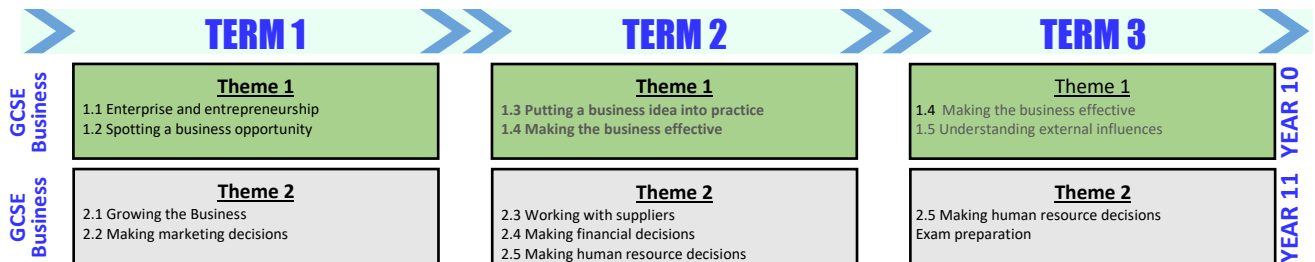 TERM 1
TERM 2
TERM 3
GCSE
Business
Theme 1
1.1 Enterprise and entrepreneurship
1.2 Spotting a business opportunity
Theme 1
1.3 Putting a business idea into practice
1.4 Making the business effective
Theme 1
1.4 Making the business effective
1.5 Understanding external influences
YEAR 10
GCSE
Business
Theme 2
2.1 Growing the Business
2.2 Making marketing decisions
Theme 2
2.3 Working with suppliers
2.4 Making financial decisions
2.5 Making human resource decisions
Theme 2
2.5 Making human resource decisions
Exam preparation
YEAR 11